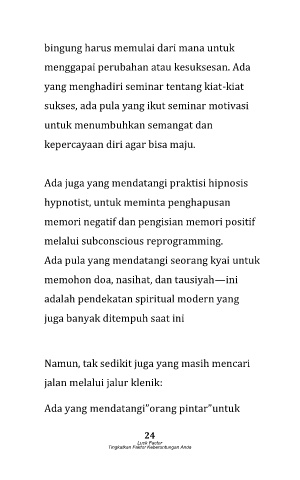 bingung harus memulai dari mana untuk
menggapai perubahan atau kesuksesan. Ada
yang menghadiri seminar tentang kiat-kiat
sukses, ada pula yang ikut seminar motivasi
untuk menumbuhkan semangat dan
kepercayaan diri agar bisa maju.
Ada juga yang mendatangi praktisi hipnosis
hypnotist, untuk meminta penghapusan
memori negatif dan pengisian memori positif
melalui subconscious reprogramming.
Ada pula yang mendatangi seorang kyai untuk
memohon doa, nasihat, dan tausiyah—ini
adalah pendekatan spiritual modern yang
juga banyak ditempuh saat ini
Namun, tak sedikit juga yang masih mencari
jalan melalui jalur klenik:
Ada yang mendatangi”orang pintar”untuk
24
Luck Factor
Tingkatkan Faktor Keberuntungan Anda